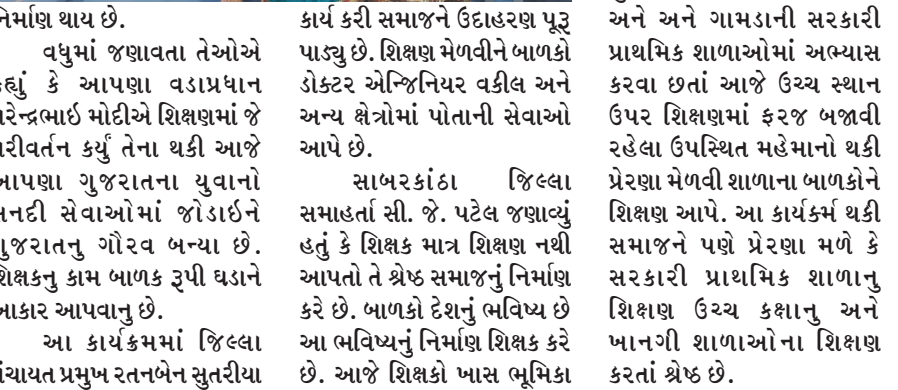 નિર્માણ થાય છે.
વધુમાં જણાવતા તેઓએ
કહ્યું કે આપણા વડાપ્રધાન
નરેન્દ્રભાઇ મોદીએ શિક્ષણમાં જે
પરીવર્તન કર્યું તેના થકી આજે
આપણા ગુજરાતના યુવાનો
સનદી સેવાઓમાં જોડાઇને
ગુજરાતનુ ગૌરવ બન્યા છે.
શિક્ષકનુ કામ બાળક રૂપી ઘડાને
આકાર આપવાનુ છે.
આ કાર્યક્રમમાં જિલ્લા
પંચાયત પ્રમુખ રતનબેન સુતરીયા
કાર્ય કરી સમાજને ઉદાહરણ પૂરૂ
પાડ્યુ છે. શિક્ષણ મેળવીને બાળકો
ડોક્ટર એન્જિનિયર વકીલ અને
અન્ય ક્ષેત્રોમાં પોતાની સેવાઓ
આપે છે.
સાબરકાંઠા જિલ્લા
સમાહર્તા સી. જે. પટેલ જણાવ્યું
હતું કે શિક્ષક માત્ર શિક્ષણ નથી
આપતો તે શ્રેષ્ઠ સમાજનું નિર્માણ
કરે છે. બાળકો દેશનું ભવિષ્ય છે
આ ભવિષ્યનું નિર્માણ શિક્ષક કરે
છે. આજે શિક્ષકો ખાસ ભૂમિકા
અને અને ગામડાની સરકારી
પ્રાથમિક શાળાઓમાં અભ્યાસ
કરવા છતાં આજે ઉચ્ચ સ્થાન
ઉપર શિક્ષણમાં ફરજ બજાવી
રહેલા ઉપસ્થિત મહેમાનો થકી
પ્રેરણા મેળવી શાળાના બાળકોને
શિક્ષણ આપે. આ કાર્યક્ર્મ થકી
સમાજને પણે પ્રેરણા મળે કે
સરકારી પ્રાથમિક શાળાનુ
શિક્ષણ ઉચ્ચ કક્ષાનુ અને
ખાનગી શાળાઓના શિક્ષણ
કરતાં શ્રેષ્ઠ છે.